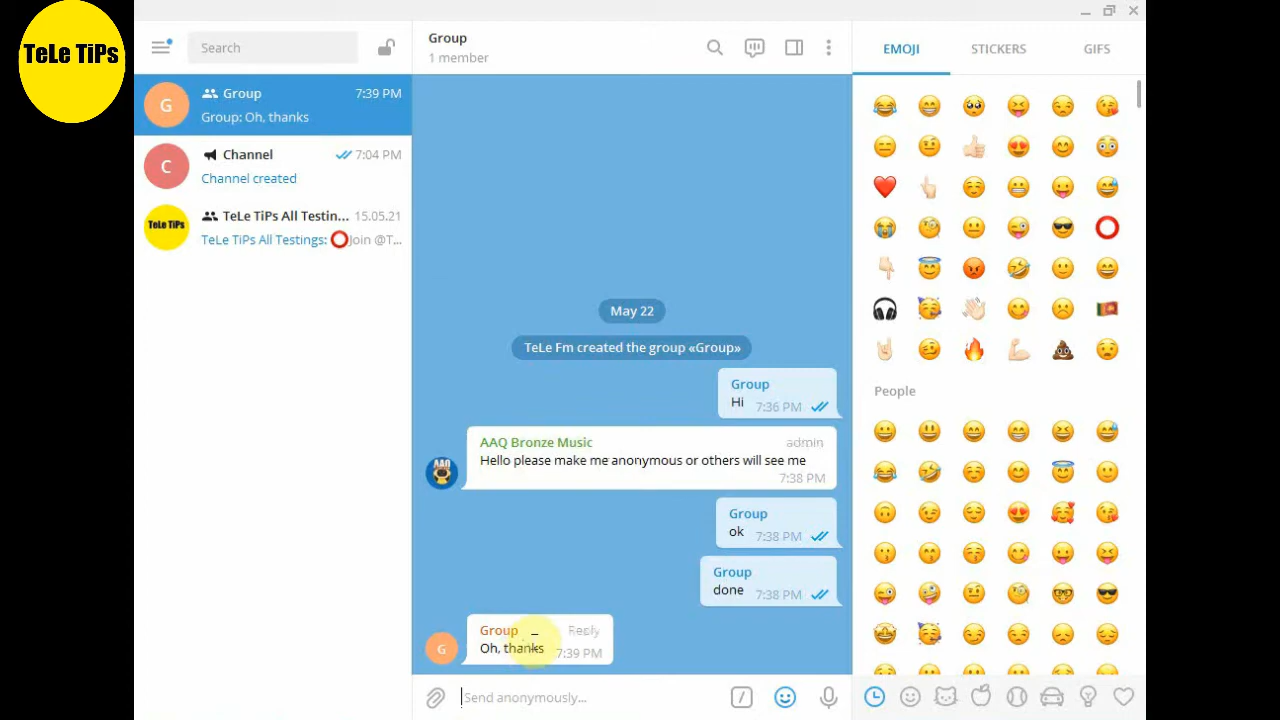 TeLe TiPs
Search
Group 7:39 PM
Group: Oh, thanks
Channel 7:04 PM
Channel created
TeLe TiPs
TeLe TiPs All Testin... 15.05.21
TeLe TiPs All Testings: ⭕Join @T...
G
C
Group
1 member
May 22
TeLe Fm created the group «Group»
Group
Hi 7:36 PM
AAQ
AAQ Bronze Music admin
Hello please make me anonymous or others will see me
7:38 PM
Group
ok 7:38 PM
Group
done 7:38 PM
G
Group Reply
Oh, thanks 7:39 PM
Send anonymously...
EMOJI STICKERS GIFS
People